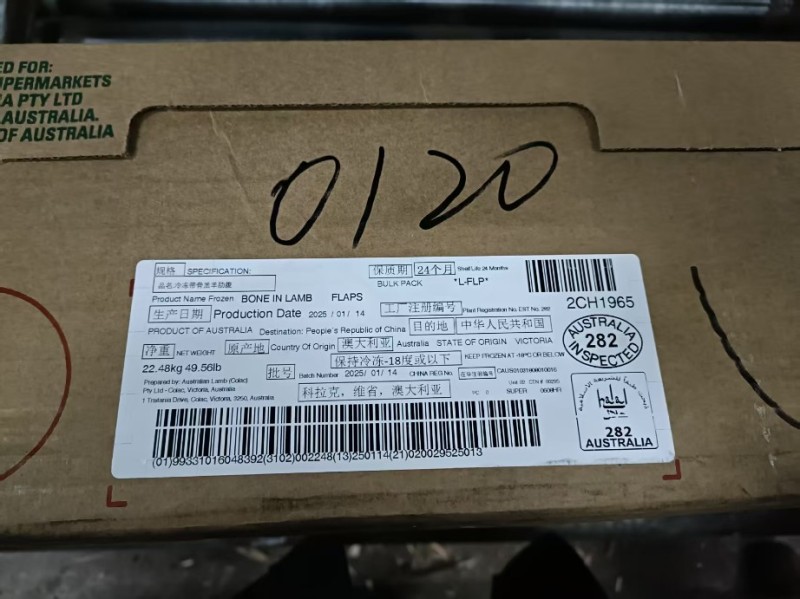 ED FOR:
UPERMARKETS
A PTY LTD
AUSTRALIA.
OF AUSTRALIA
0120
规格 SPECIFICATION:
保质期 24个月 Shelf Life 24 Months
品名:冷冻带骨羔羊肋腹
BULK PACK *L-FLP*
Product Name Frozen BONE IN LAMB FLAPS
工厂注册编号 Plant Registration No. EST No. 282
2CH1965
生产日期 Production Date 2025 / 01 / 14
PRODUCT OF AUSTRALIA Destination: People's Republic of China 目的地 中华人民共和国
AUSTRALIA
282
INSPECTED
净重 NET WEIGHT 原产地 Country Of Origin 澳大利亚 Australia STATE OF ORIGIN VICTORIA
保持冷冻-18度或以下 KEEP FROZEN AT -18ºC OR BELOW
22.48kg 49.56lb 批号 Batch Number 2025/ 01 / 14 CHINA REG No.
Prepared by: Australian Lamb (Colac)
Pty Ltd - Colac, Victoria, Australia
1 Triatania Drive, Colac, Victoria, 3250, Australia
科拉克，维省，澳大利亚
SUPER 0608HR
halal
282
AUSTRALIA
(01)99331016048392(3102)002248(13)250114(21)020029525013